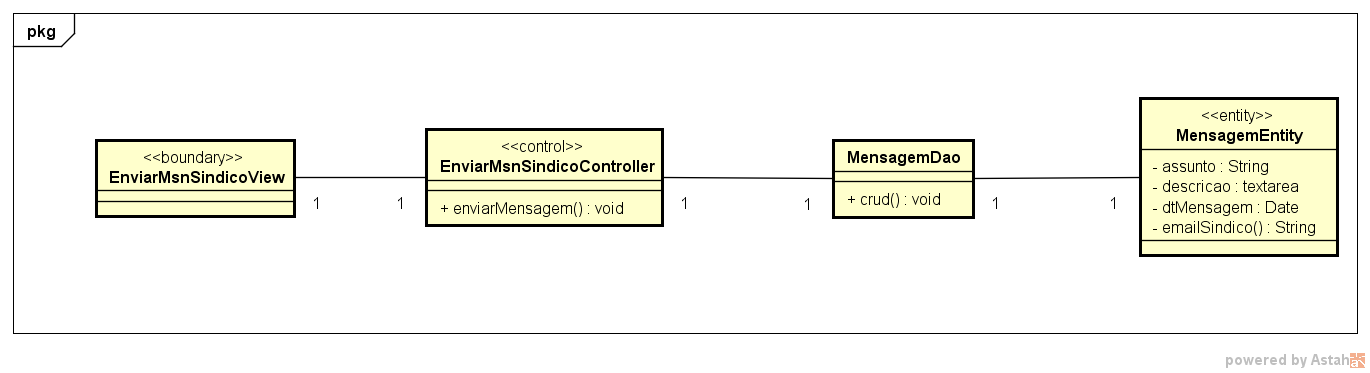 pkg
<<boundary>>
EnviarMsnSindicoView
1
1
<<control>>
EnviarMsnSindicoController
+ enviarMensagem() : void
1
1
MensagemDao
+ crud() : void
1
1
<<entity>>
MensagemEntity
- assunto : String
- descricao : textarea
- dtMensagem : Date
- emailSindico() : String
powered by Astah